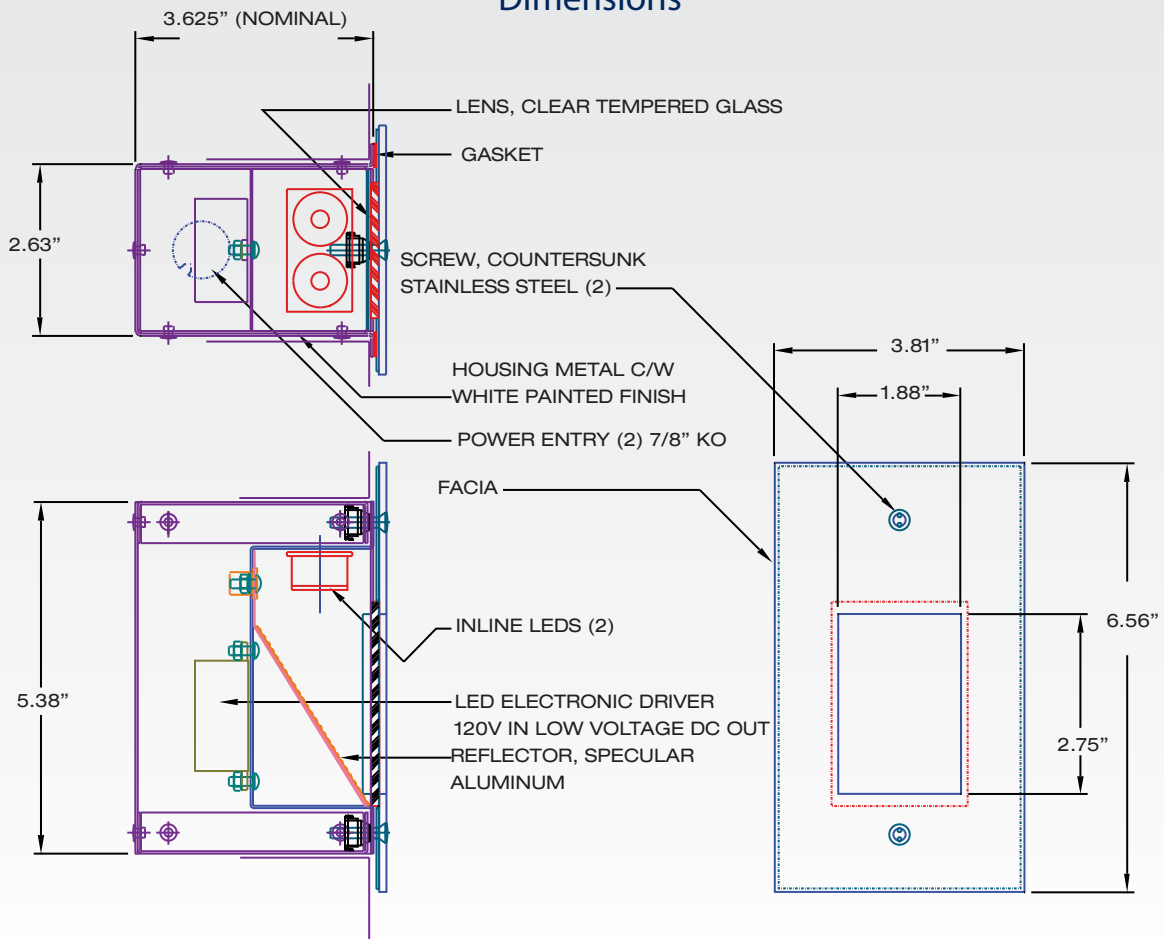 Dimensions
3.625” (NOMINAL)
LENS, CLEAR TEMPERED GLASS
GASKET
2.63”
SCREW, COUNTERSUNK
STAINLESS STEEL (2)
HOUSING METAL C/W
WHITE PAINTED FINISH
POWER ENTRY (2) 7/8” KO
FACIA
3.81”
1.88”
6.56”
2.75”
5.38”
INLINE LEDS (2)
LED ELECTRONIC DRIVER
120V IN LOW VOLTAGE DC OUT
REFLECTOR, SPECULAR
ALUMINUM